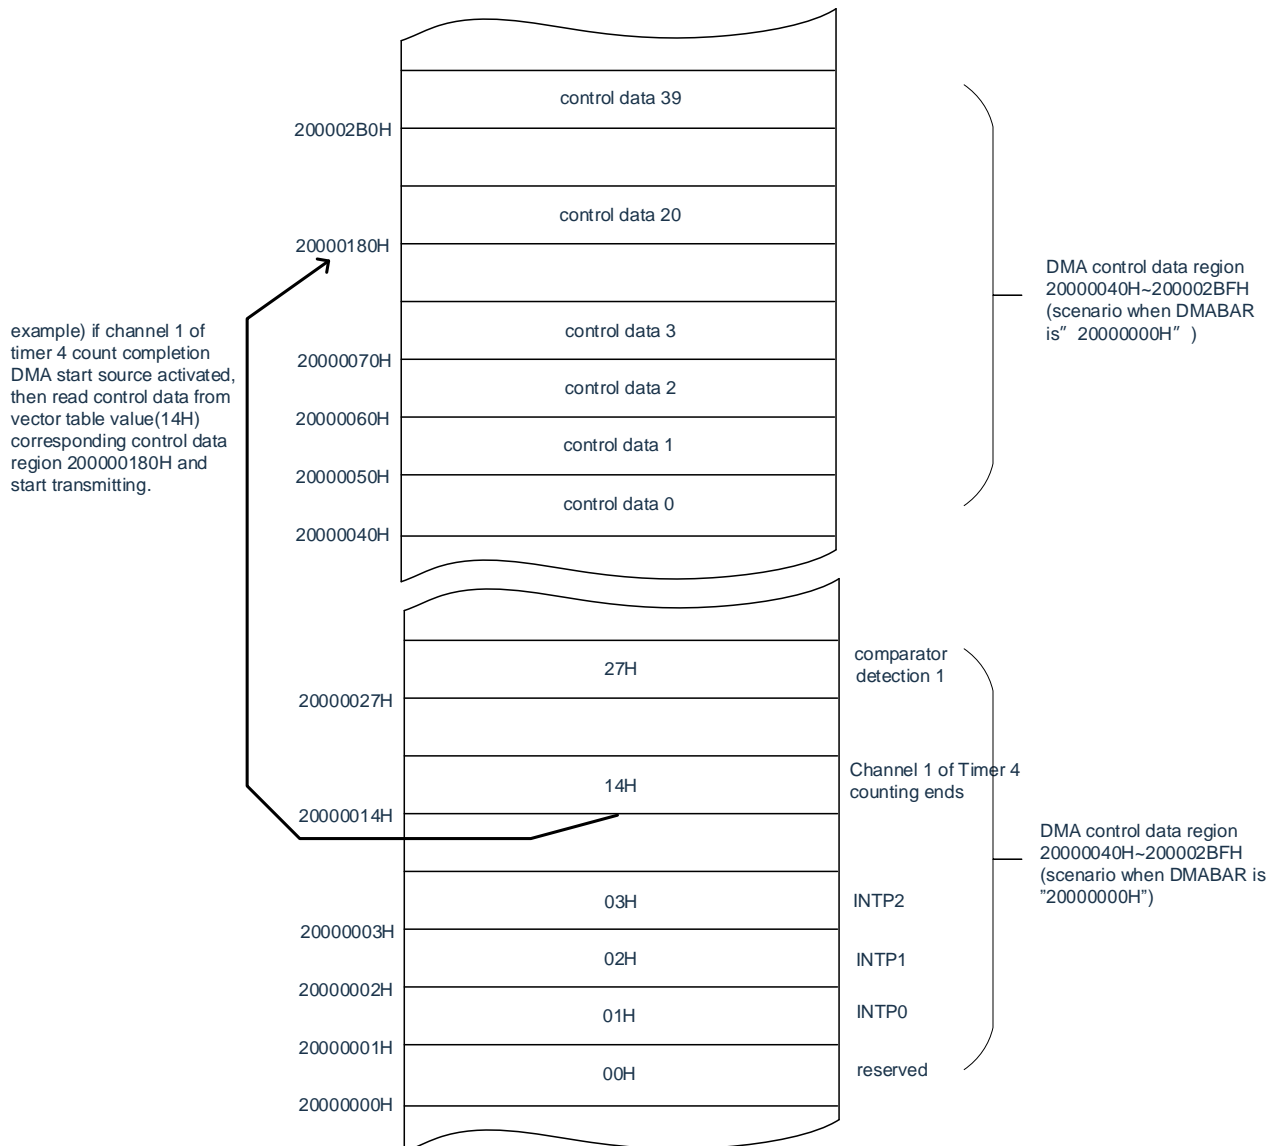 control data 39
200002B0H
control data 20
20000180H
DMA control data region
20000040H~200002BFH
(scenario when DMABAR
is” 20000000H” )
example) if channel 1 of
timer 4 count completion
DMA start source activated,
then read control data from
vector table value(14H)
corresponding control data
region 200000180H and
start transmitting.
control data 3
20000070H
control data 2
20000060H
control data 1
20000050H
control data 0
20000040H
27H
comparator
detection 1
20000027H
14H
Channel 1 of Timer 4
counting ends
20000014H
DMA control data region
20000040H~200002BFH
(scenario when DMABAR is
”20000000H”)
03H
INTP2
20000003H
02H
INTP1
20000002H
01H
INTP0
20000001H
00H
reserved
20000000H